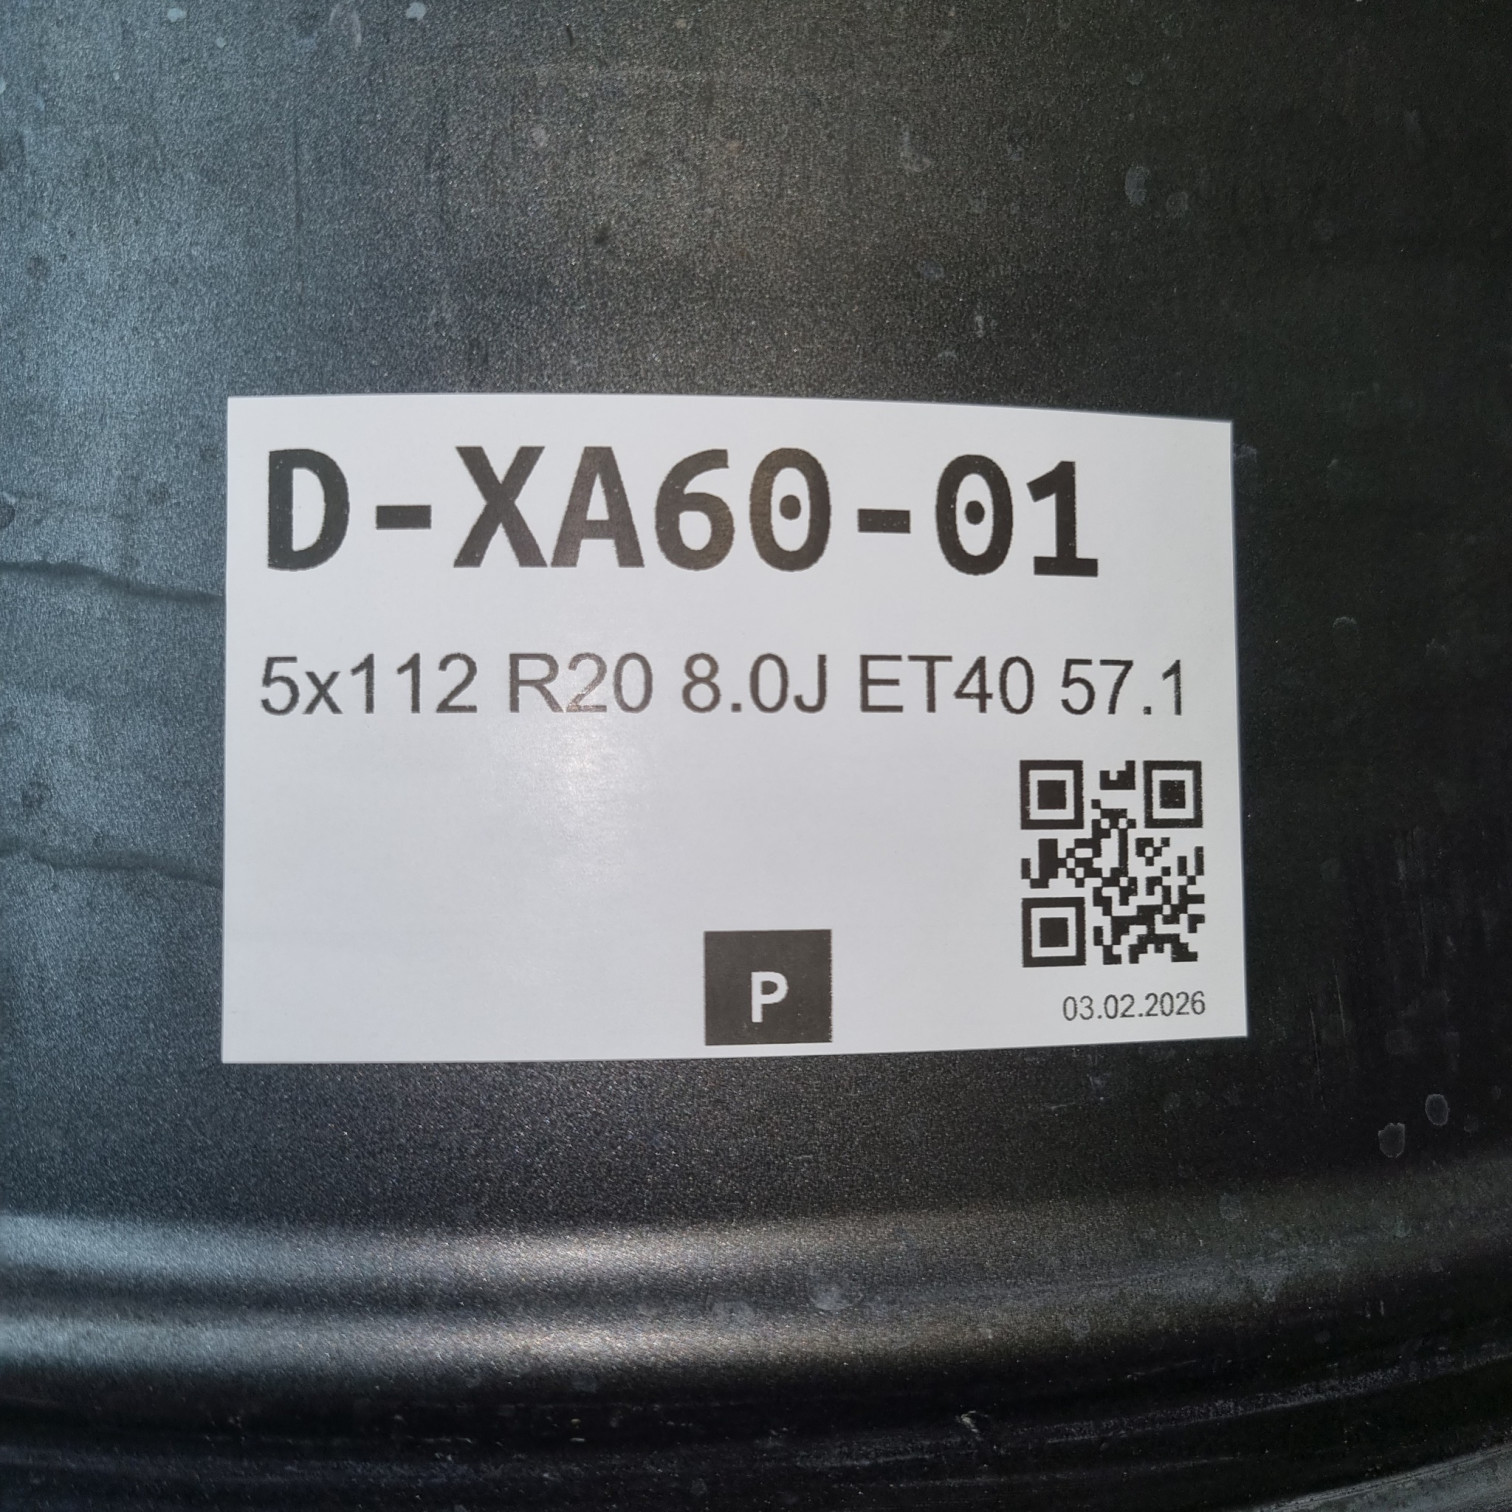 D-XA60-01
5x112 R20 8.0J ET40 57.1
P
03.02.2026